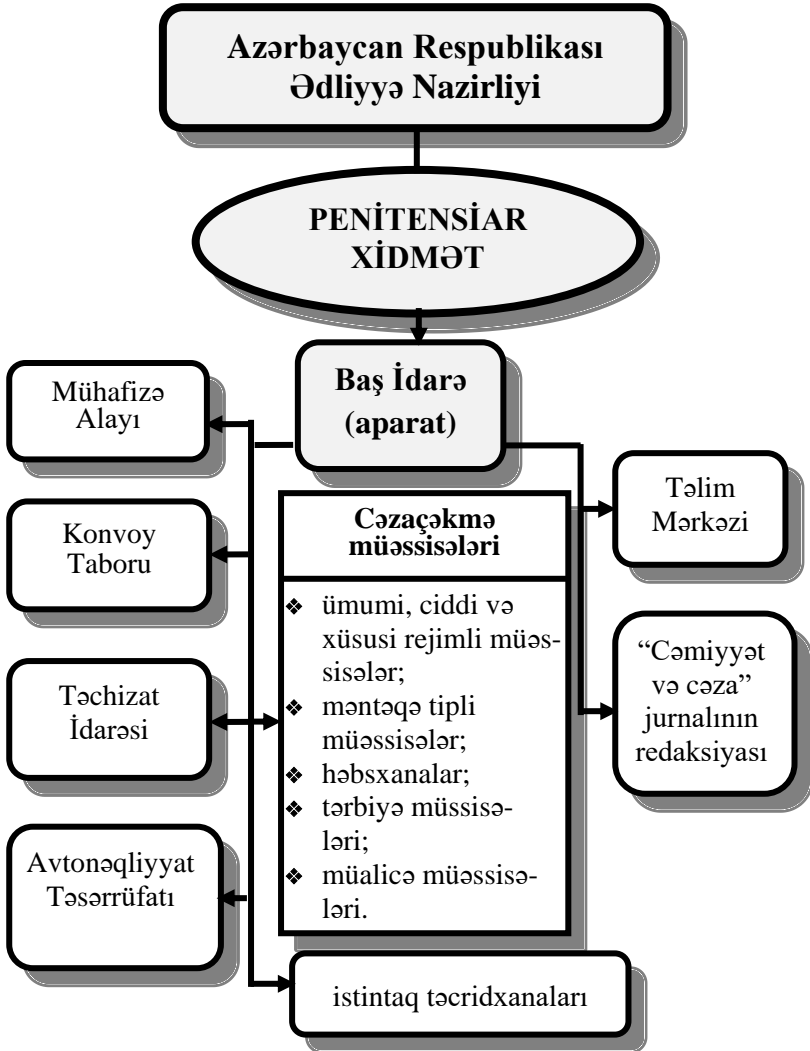 Azərbaycan Respublikası
Ədliyyə Nazirliyi
PENİTENSİAR
XİDMƏT
Baş İdarə
(aparat)
Mühafizə
Alayı
Konvoy
Taboru
Təchizat
İdarəsi
Avtonəqliyyat
Təsərrüfatı
Cəzaçəkmə
müəssisələri
❖ ümumi, ciddi və
xüsusi rejimli müəs-
sisələr;
❖ məntəqə tipli
müəssisələr;
❖ həbsxanalar;
❖ tərbiyə müssisə-
ləri;
❖ müalicə müəssisə-
ləri.
istintaq təcridxanaları
Təlim
Mərkəzi
“Cəmiyyət
və cəza”
jurnalının
redaksiyası